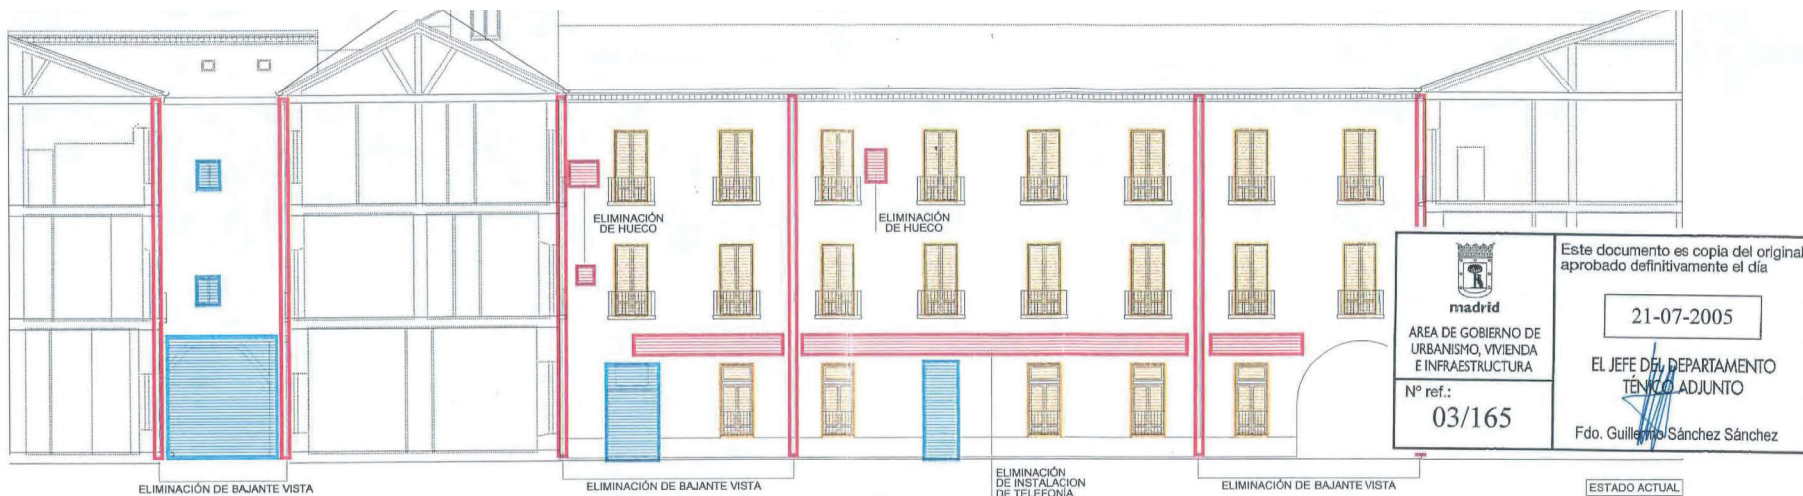 ELIMINACIÓN
DE HUECO
ELIMINACIÓN
DE HUECO
ELIMINACIÓN DE BAJANTE VISTA
ELIMINACIÓN DE BAJANTE VISTA
ELIMINACIÓN
DE INSTALACION
DE TELEFONÍA
ELIMINACIÓN DE BAJANTE VISTA
ESTADO ACTUAL
madrid
AREA DE GOBIERNO DE
URBANISMO, VIVIENDA
E INFRAESTRUCTURA
Nº ref.:
03/165
Este documento es copia del original
aprobado definitivamente el día
21-07-2005
EL JEFE DEL DEPARTAMENTO
TÉNICO ADJUNTO
Fdo. Guillermo Sánchez Sánchez